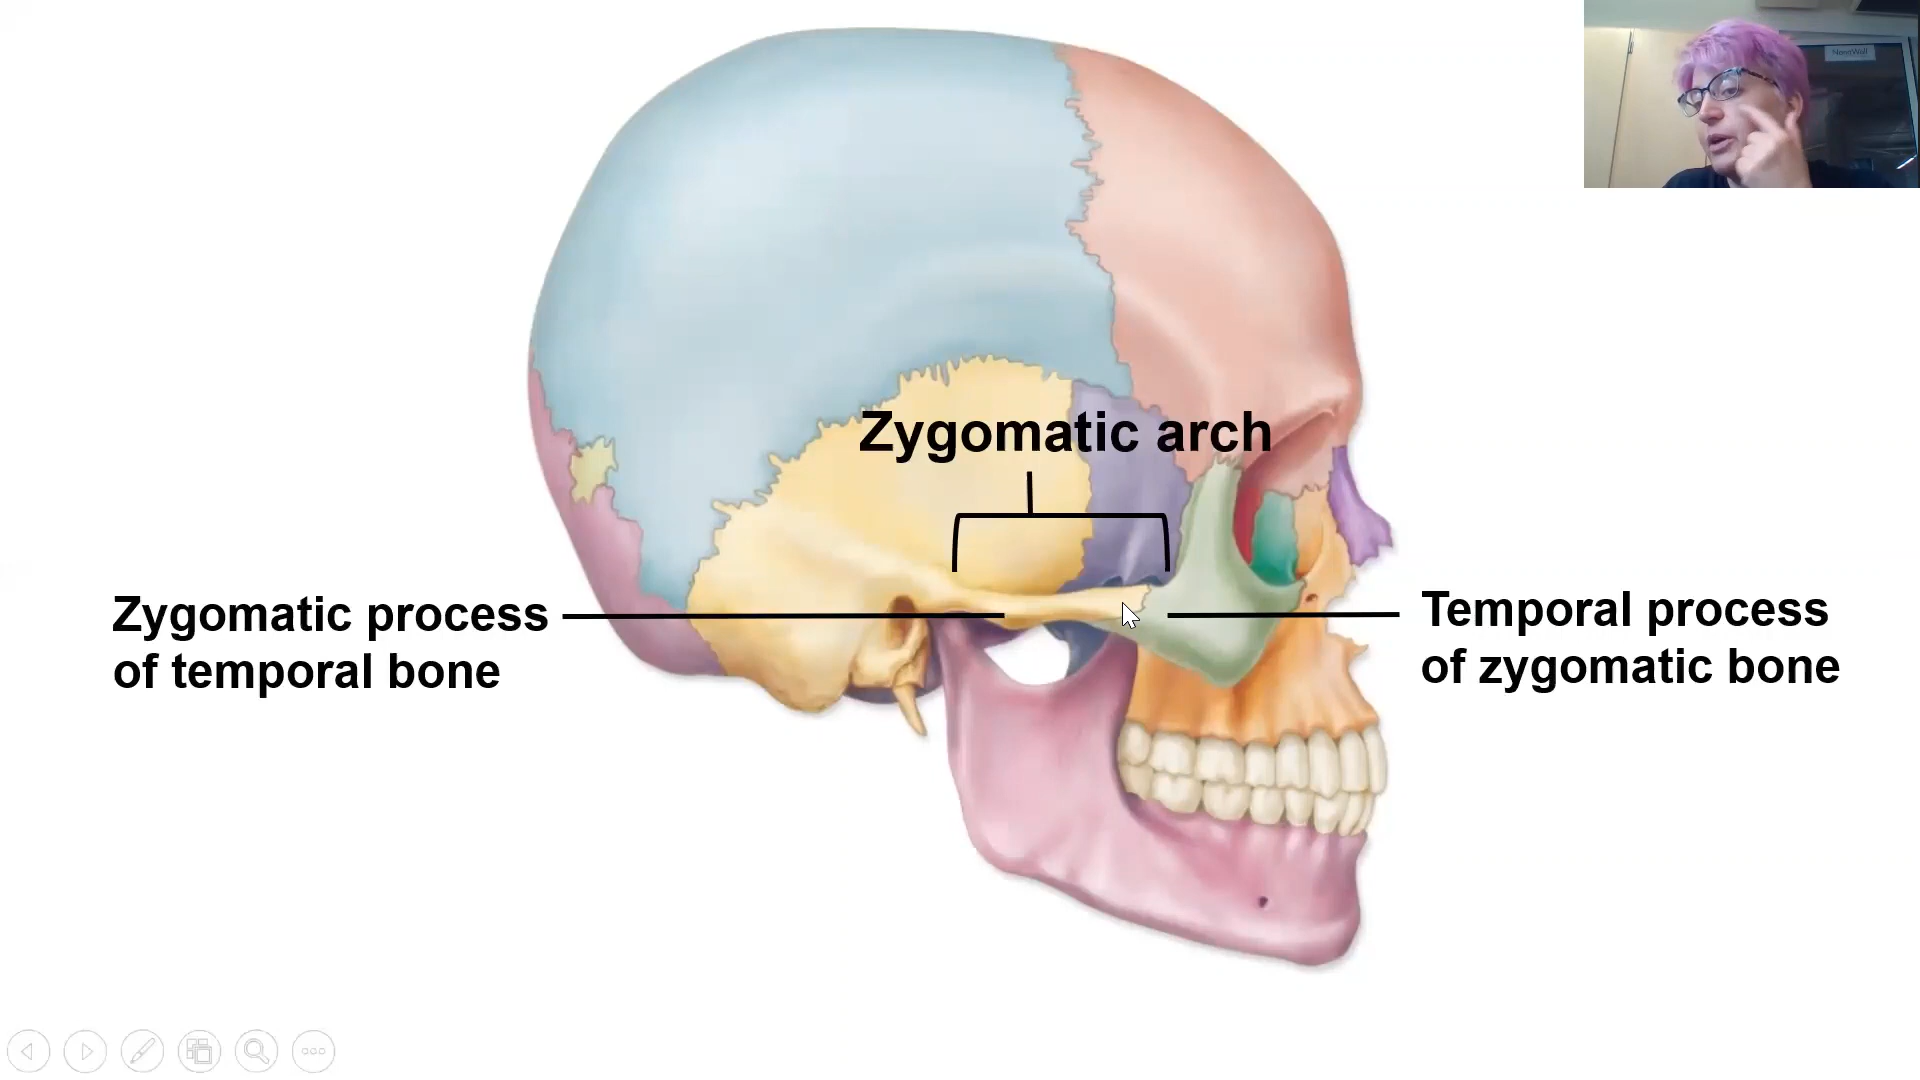 Zygomatic arch
Zygomatic process
of temporal bone
Temporal process
of zygomatic bone